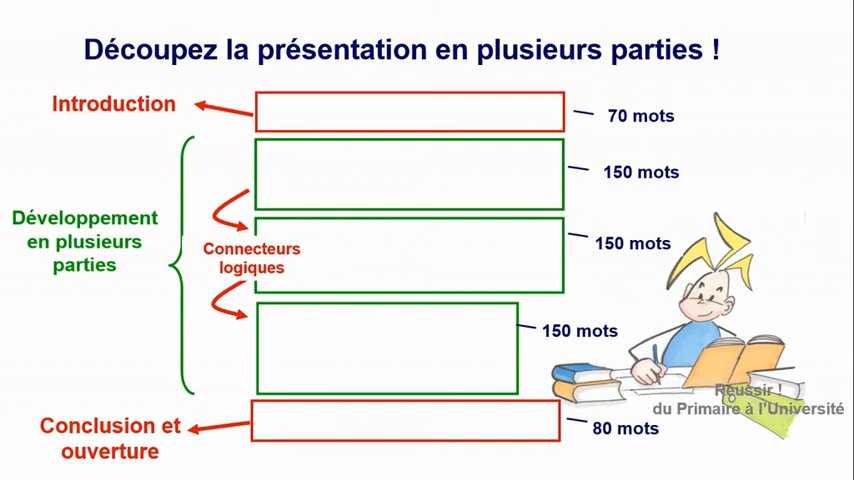 Découpez la présentation en plusieurs parties !
Introduction
70 mots
150 mots
Développement
en plusieurs
parties
Connecteurs
logiques
150 mots
150 mots
Réussir !
du Primaire à l'Université
Conclusion et
ouverture
80 mots